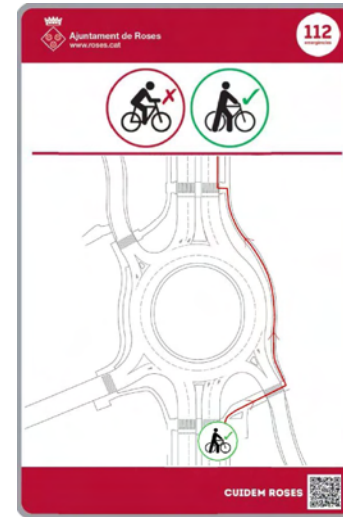 Ajuntament de Roses
www.roses.cat
112
emergències
CUIDEM ROSES